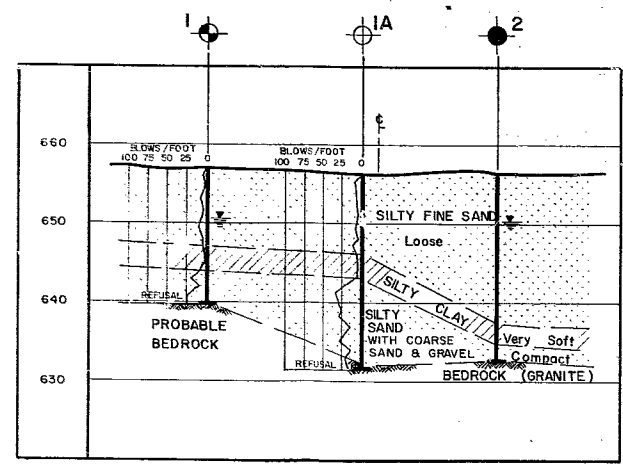 1 1A 2
℄
660
BLOWS/FOOT
100 75 50 25 0
BLOWS/FOOT
100 75 50 25 0
650
SILTY FINE SAND
Loose
640
SILTY CLAY
REFUSAL
PROBABLE
BEDROCK
SILTY
SAND
WITH COARSE
SAND & GRAVEL
Very Soft
Compact
REFUSAL
BEDROCK (GRANITE)
630